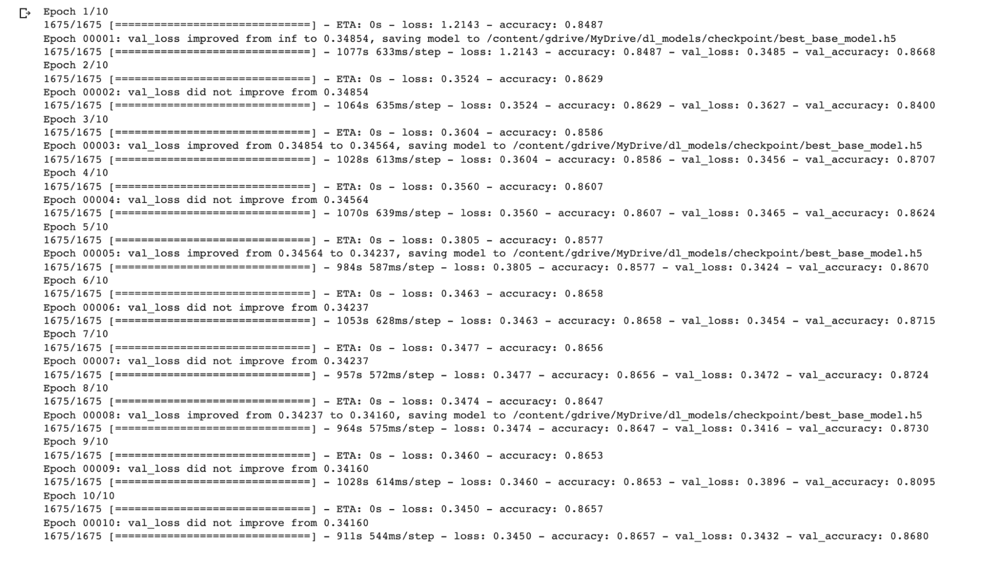 Epoch 1/10
1675/1675 [==============================] - ETA: 0s - loss: 1.2143 - accuracy: 0.8487
Epoch 00001: val_loss improved from inf to 0.34854, saving model to /content/gdrive/MyDrive/dl_models/checkpoint/best_base_model.h5
1675/1675 [==============================] - 1077s 633ms/step - loss: 1.2143 - accuracy: 0.8487 - val_loss: 0.3485 - val_accuracy: 0.8668
Epoch 2/10
1675/1675 [==============================] - ETA: 0s - loss: 0.3524 - accuracy: 0.8629
Epoch 00002: val_loss did not improve from 0.34854
1675/1675 [==============================] - 1064s 635ms/step - loss: 0.3524 - accuracy: 0.8629 - val_loss: 0.3627 - val_accuracy: 0.8400
Epoch 3/10
1675/1675 [==============================] - ETA: 0s - loss: 0.3604 - accuracy: 0.8586
Epoch 00003: val_loss improved from 0.34854 to 0.34564, saving model to /content/gdrive/MyDrive/dl_models/checkpoint/best_base_model.h5
1675/1675 [==============================] - 1028s 613ms/step - loss: 0.3604 - accuracy: 0.8586 - val_loss: 0.3456 - val_accuracy: 0.8707
Epoch 4/10
1675/1675 [==============================] - ETA: 0s - loss: 0.3560 - accuracy: 0.8607
Epoch 00004: val_loss did not improve from 0.34564
1675/1675 [==============================] - 1070s 639ms/step - loss: 0.3560 - accuracy: 0.8607 - val_loss: 0.3465 - val_accuracy: 0.8624
Epoch 5/10
1675/1675 [==============================] - ETA: 0s - loss: 0.3805 - accuracy: 0.8577
Epoch 00005: val_loss improved from 0.34564 to 0.34237, saving model to /content/gdrive/MyDrive/dl_models/checkpoint/best_base_model.h5
1675/1675 [==============================] - 984s 587ms/step - loss: 0.3805 - accuracy: 0.8577 - val_loss: 0.3424 - val_accuracy: 0.8670
Epoch 6/10
1675/1675 [==============================] - ETA: 0s - loss: 0.3463 - accuracy: 0.8658
Epoch 00006: val_loss did not improve from 0.34237
1675/1675 [==============================] - 1053s 628ms/step - loss: 0.3463 - accuracy: 0.8658 - val_loss: 0.3454 - val_accuracy: 0.8715
Epoch 7/10
1675/1675 [==============================] - ETA: 0s - loss: 0.3477 - accuracy: 0.8656
Epoch 00007: val_loss did not improve from 0.34237
1675/1675 [==============================] - 957s 572ms/step - loss: 0.3477 - accuracy: 0.8656 - val_loss: 0.3472 - val_accuracy: 0.8724
Epoch 8/10
1675/1675 [==============================] - ETA: 0s - loss: 0.3474 - accuracy: 0.8647
Epoch 00008: val_loss improved from 0.34237 to 0.34160, saving model to /content/gdrive/MyDrive/dl_models/checkpoint/best_base_model.h5
1675/1675 [==============================] - 964s 575ms/step - loss: 0.3474 - accuracy: 0.8647 - val_loss: 0.3416 - val_accuracy: 0.8730
Epoch 9/10
1675/1675 [==============================] - ETA: 0s - loss: 0.3460 - accuracy: 0.8653
Epoch 00009: val_loss did not improve from 0.34160
1675/1675 [==============================] - 1028s 614ms/step - loss: 0.3460 - accuracy: 0.8653 - val_loss: 0.3896 - val_accuracy: 0.8095
Epoch 10/10
1675/1675 [==============================] - ETA: 0s - loss: 0.3450 - accuracy: 0.8657
Epoch 00010: val_loss did not improve from 0.34160
1675/1675 [==============================] - 911s 544ms/step - loss: 0.3450 - accuracy: 0.8657 - val_loss: 0.3432 - val_accuracy: 0.8680